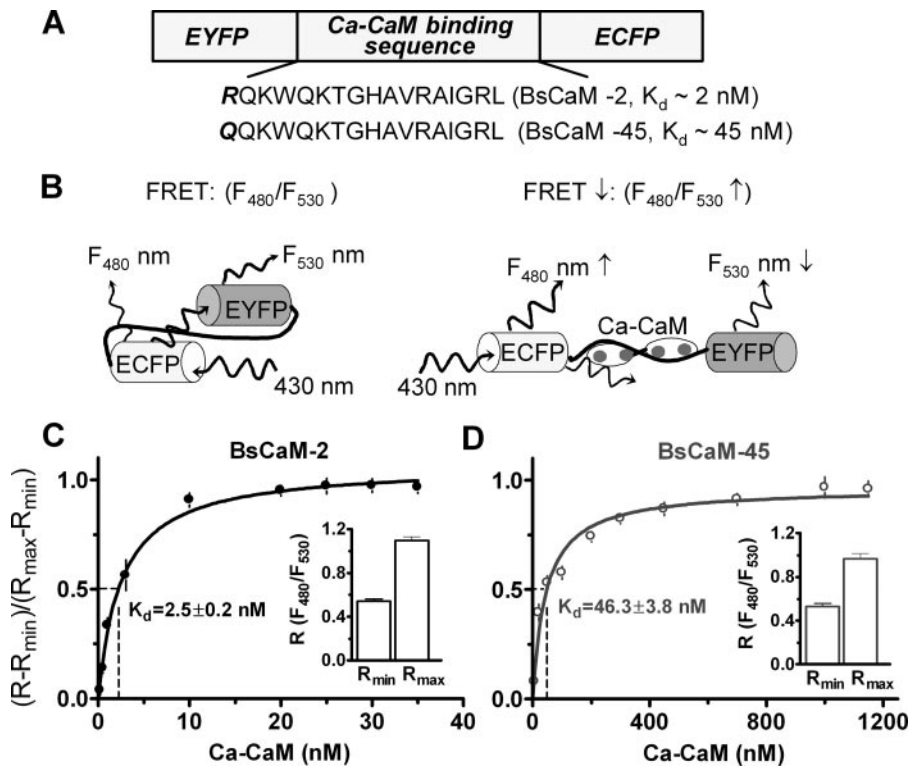 A
EYFP
Ca-CaM binding
sequence
ECFP
RQKWQKTGHAVRAIGRL (BsCaM -2, Kd ~ 2 nM)
QQKWQKTGHAVRAIGRL (BsCaM -45, Kd ~ 45 nM)
B
FRET: (F480/F530 )
FRET ↓: (F480/F530 ↑)
F480 nm
F530 nm
EYFP
ECFP
430 nm
F480 nm ↑
F530 nm ↓
Ca-CaM
ECFP
EYFP
430 nm
C
BsCaM-2
(R-Rmin)/(Rmax-Rmin)
1.0
0.5
0.0
Kd=2.5±0.2 nM
R (F480/F530)
1.2
0.8
0.4
0.0
Rmin Rmax
0 10 20 30 40
Ca-CaM (nM)
D
BsCaM-45
1.0
0.5
0.0
Kd=46.3±3.8 nM
R (F480/F530)
1.2
0.8
0.4
0.0
Rmin Rmax
0 400 800 1200
Ca-CaM (nM)